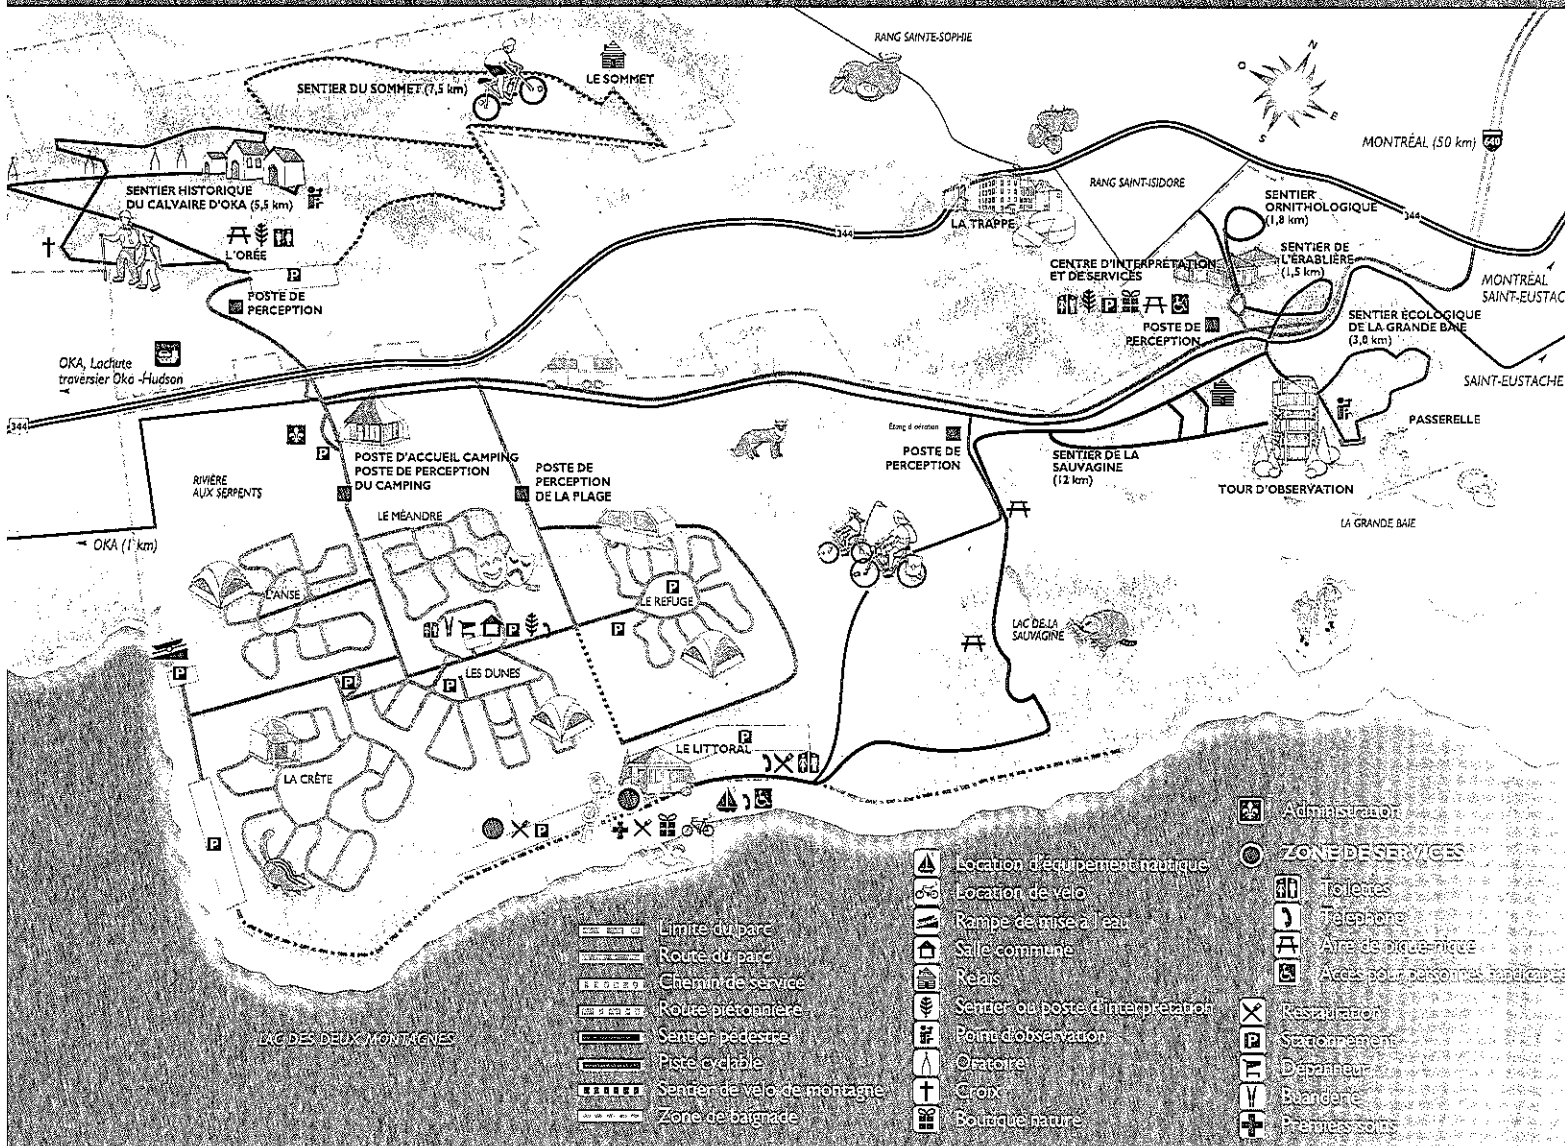 RANG SAINTE-SOPHIE
LE SOMMET
SENTIER DU SOMMET (7,5 km)
N
O
E
S
MONTRÉAL (50 km)
640
RANG SAINT-ISIDORE
SENTIER
ORNITHOLOGIQUE
(1,8 km)
344
SENTIER HISTORIQUE
DU CALVAIRE D'OKA (5,5 km)
LA TRAPPE
344
L'ORÉE
P
CENTRE D'INTERPRÉTATION
ET DE SERVICES
P
SENTIER DE
L'ÉRABLIÈRE
(1,5 km)
MONTRÉAL
SAINT-EUSTAC
POSTE DE
PERCEPTION
POSTE DE
PERCEPTION
SENTIER ÉCOLOGIQUE
DE LA GRANDE BAIE
(3,8 km)
OKA, Lachute
traversier Oka-Hudson
SAINT-EUSTACHE
344
P
POSTE D'ACCUEIL CAMPING
POSTE DE PERCEPTION
DU CAMPING
POSTE DE
PERCEPTION
DE LA PLAGE
Étang d'aération
POSTE DE
PERCEPTION
SENTIER DE LA
SAUVAGINE
(12 km)
PASSERELLE
TOUR D'OBSERVATION
RIVIÈRE
AUX SERPENTS
LE MÉANDRE
LA GRANDE BAIE
OKA (1 km)
L'ANSE
P
LE REFUGE
P
P
LAC DE LA
SAUVAGINE
P
LES DUNES
P
P
P
LE LITTORAL
LA CRÊTE
P
P
P
Administration
ZONE DE SERVICES
Toilettes
Téléphone
Aire de pique-nique
Accès pour personnes handicapées
Restauration
P Stationnement
Dépanneur
Buanderie
Premiers soins
Location d'équipement nautique
Location de vélo
Rampe de mise à l'eau
Salle commune
Relais
Sentier ou poste d'interprétation
Point d'observation
Oratoire
Croix
Boutique nature
Limite du parc
Route du parc
Chemin de service
Route piétonnière
Sentier pédestre
Piste cyclable
Sentier de vélo de montagne
Zone de baignade
LAC DES DEUX MONTAGNES